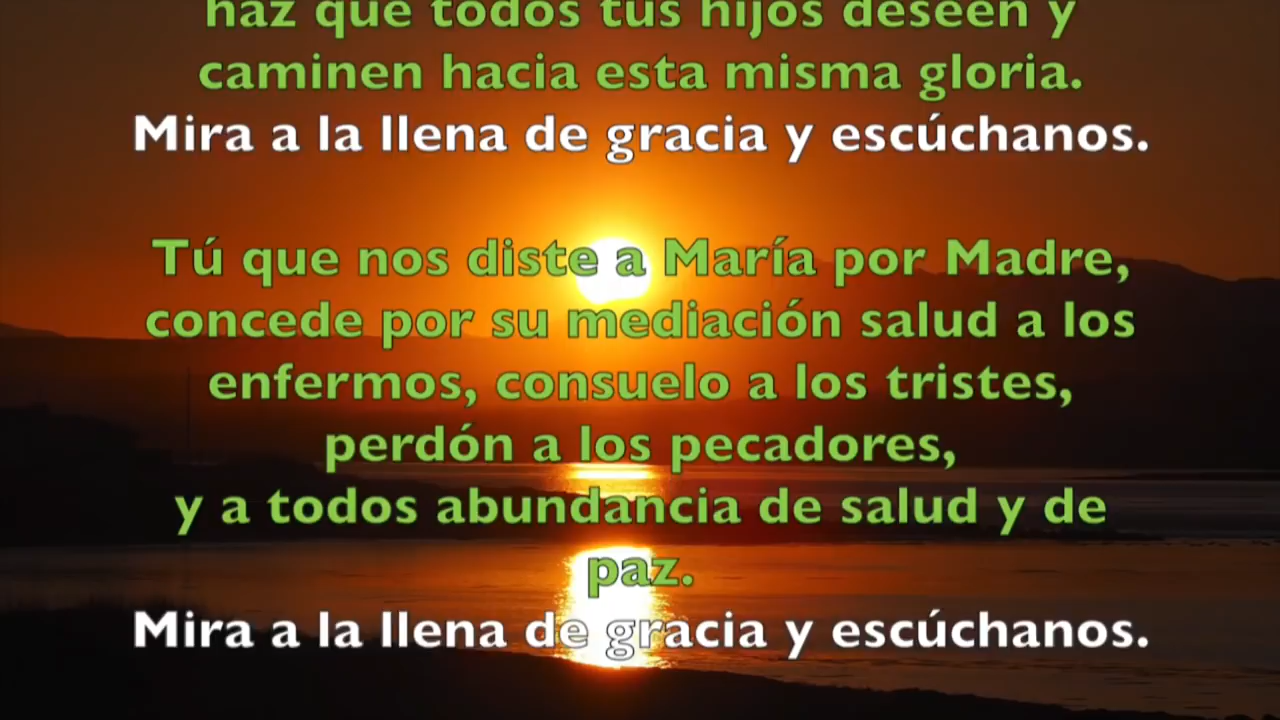 haz que todos tus hijos deseen y
caminen hacia esta misma gloria.
Mira a la llena de gracia y escúchanos.
Tú que nos diste a María por Madre,
concede por su mediación salud a los
enfermos, consuelo a los tristes,
perdón a los pecadores,
y a todos abundancia de salud y de
paz.
Mira a la llena de gracia y escúchanos.